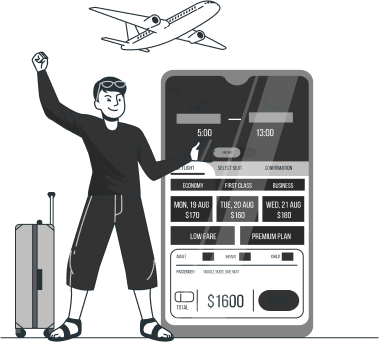 5:00 13:00
FLIGHT SELECT SEAT CONFIRMATION
ECONOMY FIRST CLASS BUSINESS
MON, 19 AUG TUE, 20 AUG WED, 21 AUG
$170 $160 $180
LOW FARE PREMIUM PLAN
ADULT CHILD
PASSENGER:
TOTAL $1600